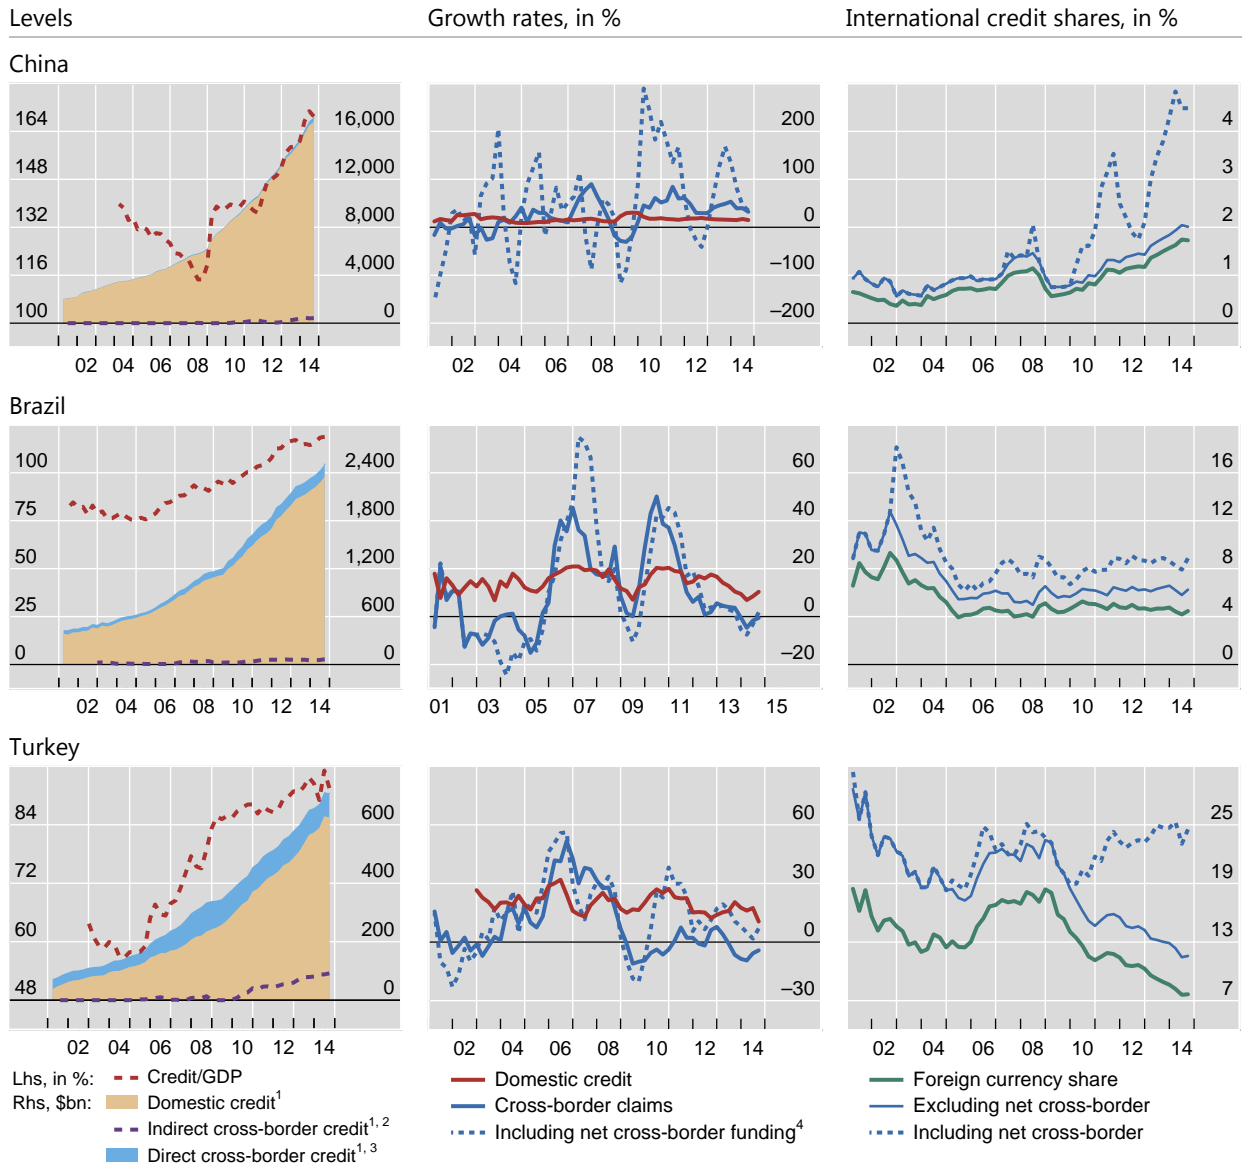 Levels Growth rates, in % International credit shares, in %
China
164 16,000 200 4
148 12,000 100 3
132 8,000 0 2
116 4,000 –100 1
100 0 –200 0
02 04 06 08 10 12 14 02 04 06 08 10 12 14 02 04 06 08 10 12 14
Brazil
100 2,400 60 16
75 1,800 40 12
50 1,200 20 8
25 600 0 4
0 0 –20 0
02 04 06 08 10 12 14 01 03 05 07 09 11 13 15 02 04 06 08 10 12 14
Turkey
84 600 60 25
72 400 30 19
60 200 0 13
48 0 –30 7
02 04 06 08 10 12 14 02 04 06 08 10 12 14 02 04 06 08 10 12 14
Lhs, in %: Credit/GDP Domestic credit Foreign currency share
Rhs, $bn: Domestic credit1 Cross-border claims Excluding net cross-border
Indirect cross-border credit1, 2 Including net cross-border funding4 Including net cross-border
Direct cross-border credit1, 3